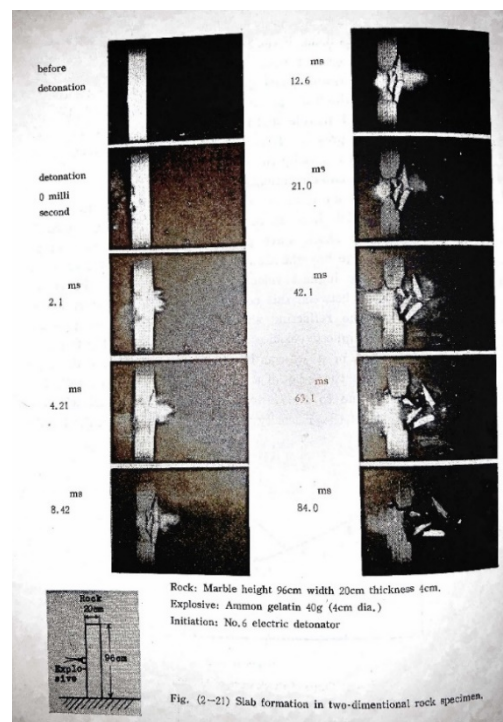 before
detonation
detonation
0 milli
second
ms
2.1
ms
4.21
ms
8.42
ms
12.6
ms
21.0
ms
42.1
ms
63.1
ms
84.0
Rock: Marble height 96cm width 20cm thickness 4cm.
Explosive: Ammon gelatin 40g (4cm dia.)
Initiation: No.6 electric detonator
Rock
20cm
Explo-
sive
96cm
Fig. (2-21) Slab formation in two-dimentional rock specimen.